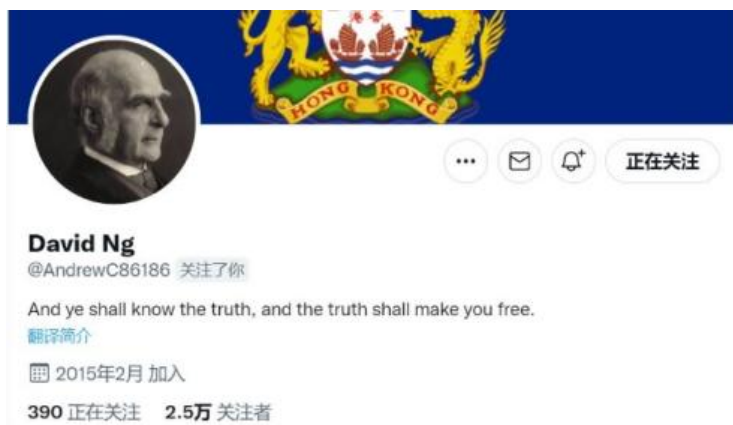 香港
HONG KONG
正在关注
David Ng
@AndrewC86186 关注了你
And ye shall know the truth, and the truth shall make you free.
翻译简介
2015年2月 加入
390 正在关注 2.5万 关注者